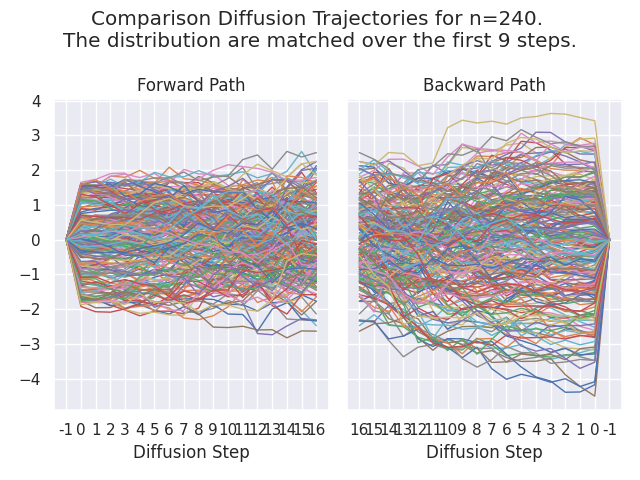 Comparison Diffusion Trajectories for n=240.
The distribution are matched over the first 9 steps.
Forward Path
Backward Path
4
3
2
1
0
−1
−2
−3
−4
-1 0 1 2 3 4 5 6 7 8 9 10 11 12 13 14 15 16
16 15 14 13 12 11 10 9 8 7 6 5 4 3 2 1 0 -1
Diffusion Step
Diffusion Step